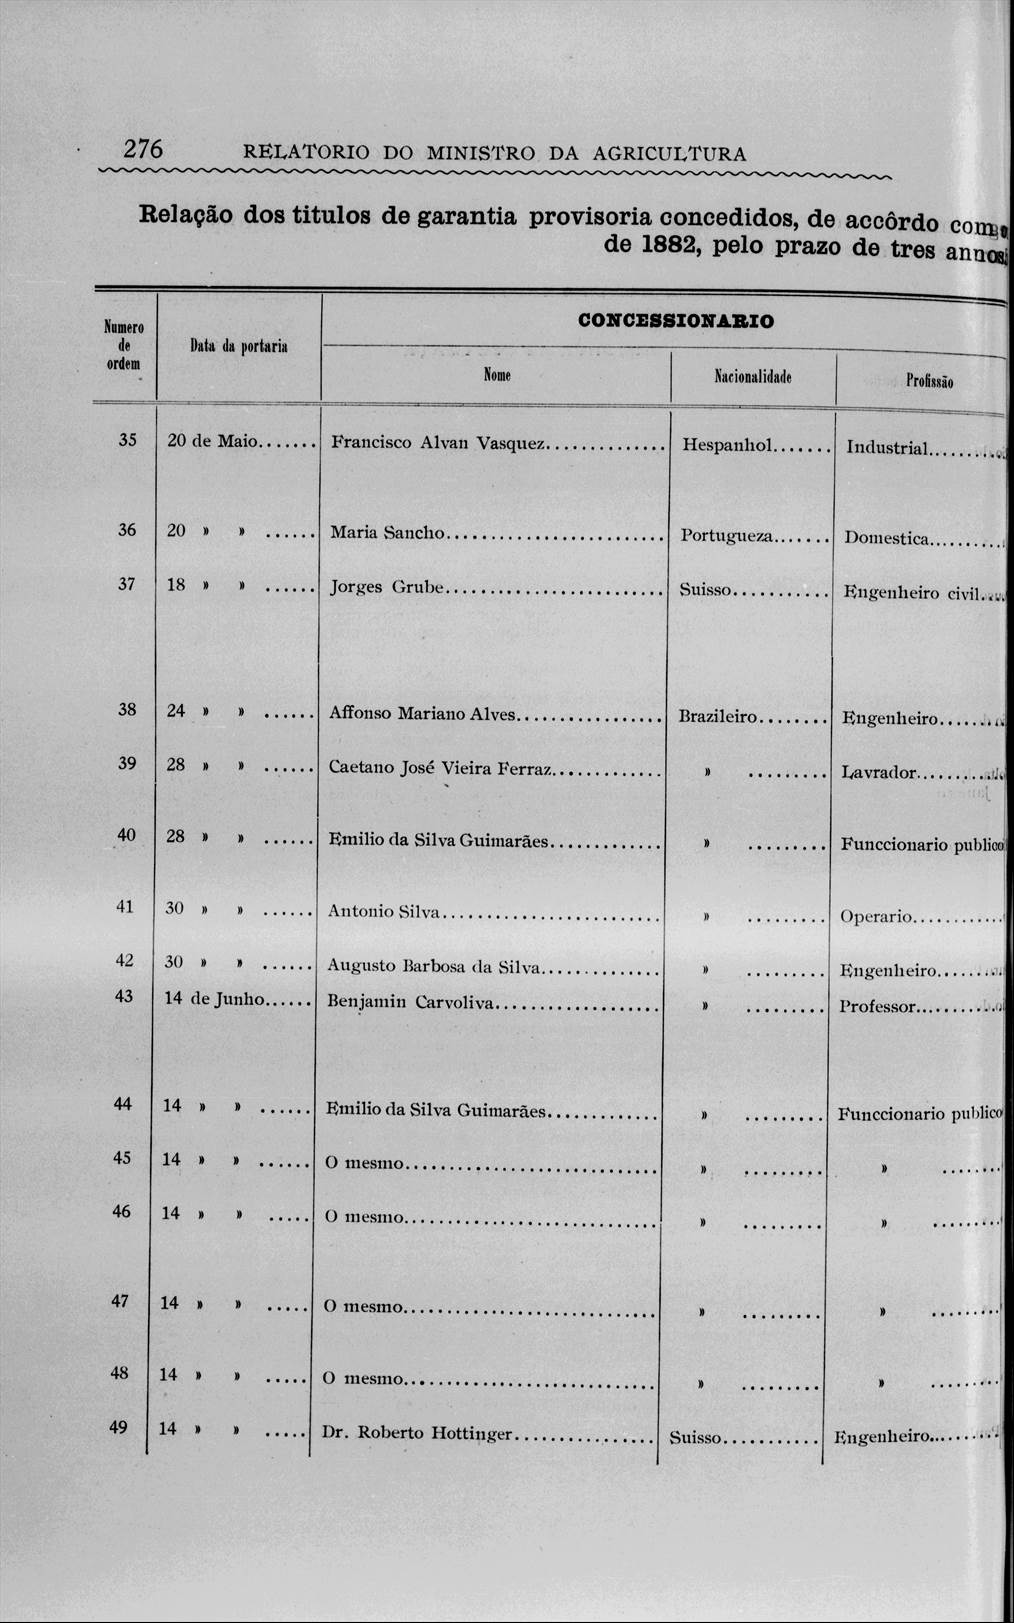 276 RELATORIO DO MINISTRO DA AGRICULTURA
Relação dos titulos de garantia provisoria concedidos, de accôrdo com o
de 1882, pelo prazo de tres annos
Numero de ordem Data da portaria CONCESSIONARIO
Nome Nacionalidade Profissão
35 20 de Maio....... Francisco Alvan Vasquez.............. Hespanhol....... Industrial..........
36 20 » » ...... Maria Sancho......................... Portugueza....... Domestica..........
37 18 » » ...... Jorges Grube......................... Suisso........... Engenheiro civil....
38 24 » » ...... Affonso Mariano Alves................. Brazileiro........ Engenheiro........
39 28 » » ...... Caetano José Vieira Ferraz............. » ......... Lavrador...........
40 28 » » ...... Emilio da Silva Guimarães............. » ......... Funccionario publico
41 30 » » ...... Antonio Silva......................... » ......... Operario............
42 30 » » ...... Augusto Barbosa da Silva.............. » ......... Engenheiro........
43 14 de Junho...... Benjamin Carvoliva................... » ......... Professor...........
44 14 » » ...... Emilio da Silva Guimarães............. » ......... Funccionario publico
45 14 » » ...... O mesmo............................. » ......... » ........
46 14 » » ..... O mesmo............................. » ......... » .........
47 14 » » ..... O mesmo............................. » ......... » .........
48 14 » » ..... O mesmo............................. » ......... » .........
49 14 » » ..... Dr. Roberto Hottinger................ Suisso........... Engenheiro.........